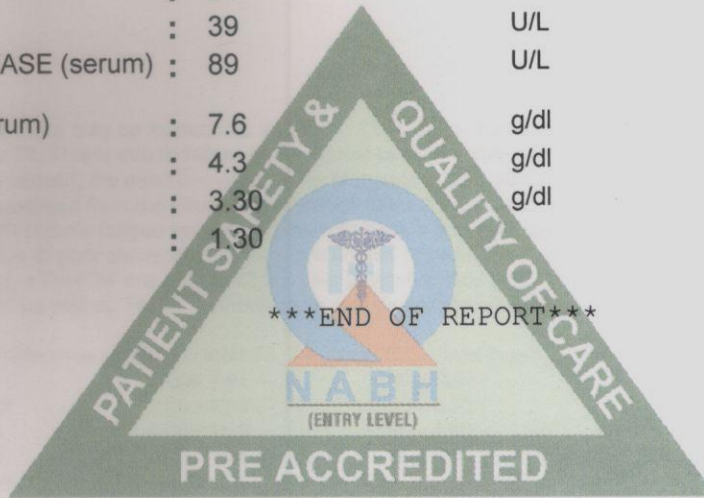 : 39 U/L
ASE (serum) : 89 U/L
rum) : 7.6 g/dl
: 4.3 g/dl
: 3.30 g/dl
: 1.30
***END OF REPORT***
PATIENT SAFETY & QUALITY OF CARE
NABH
(ENTRY LEVEL)
PRE ACCREDITED